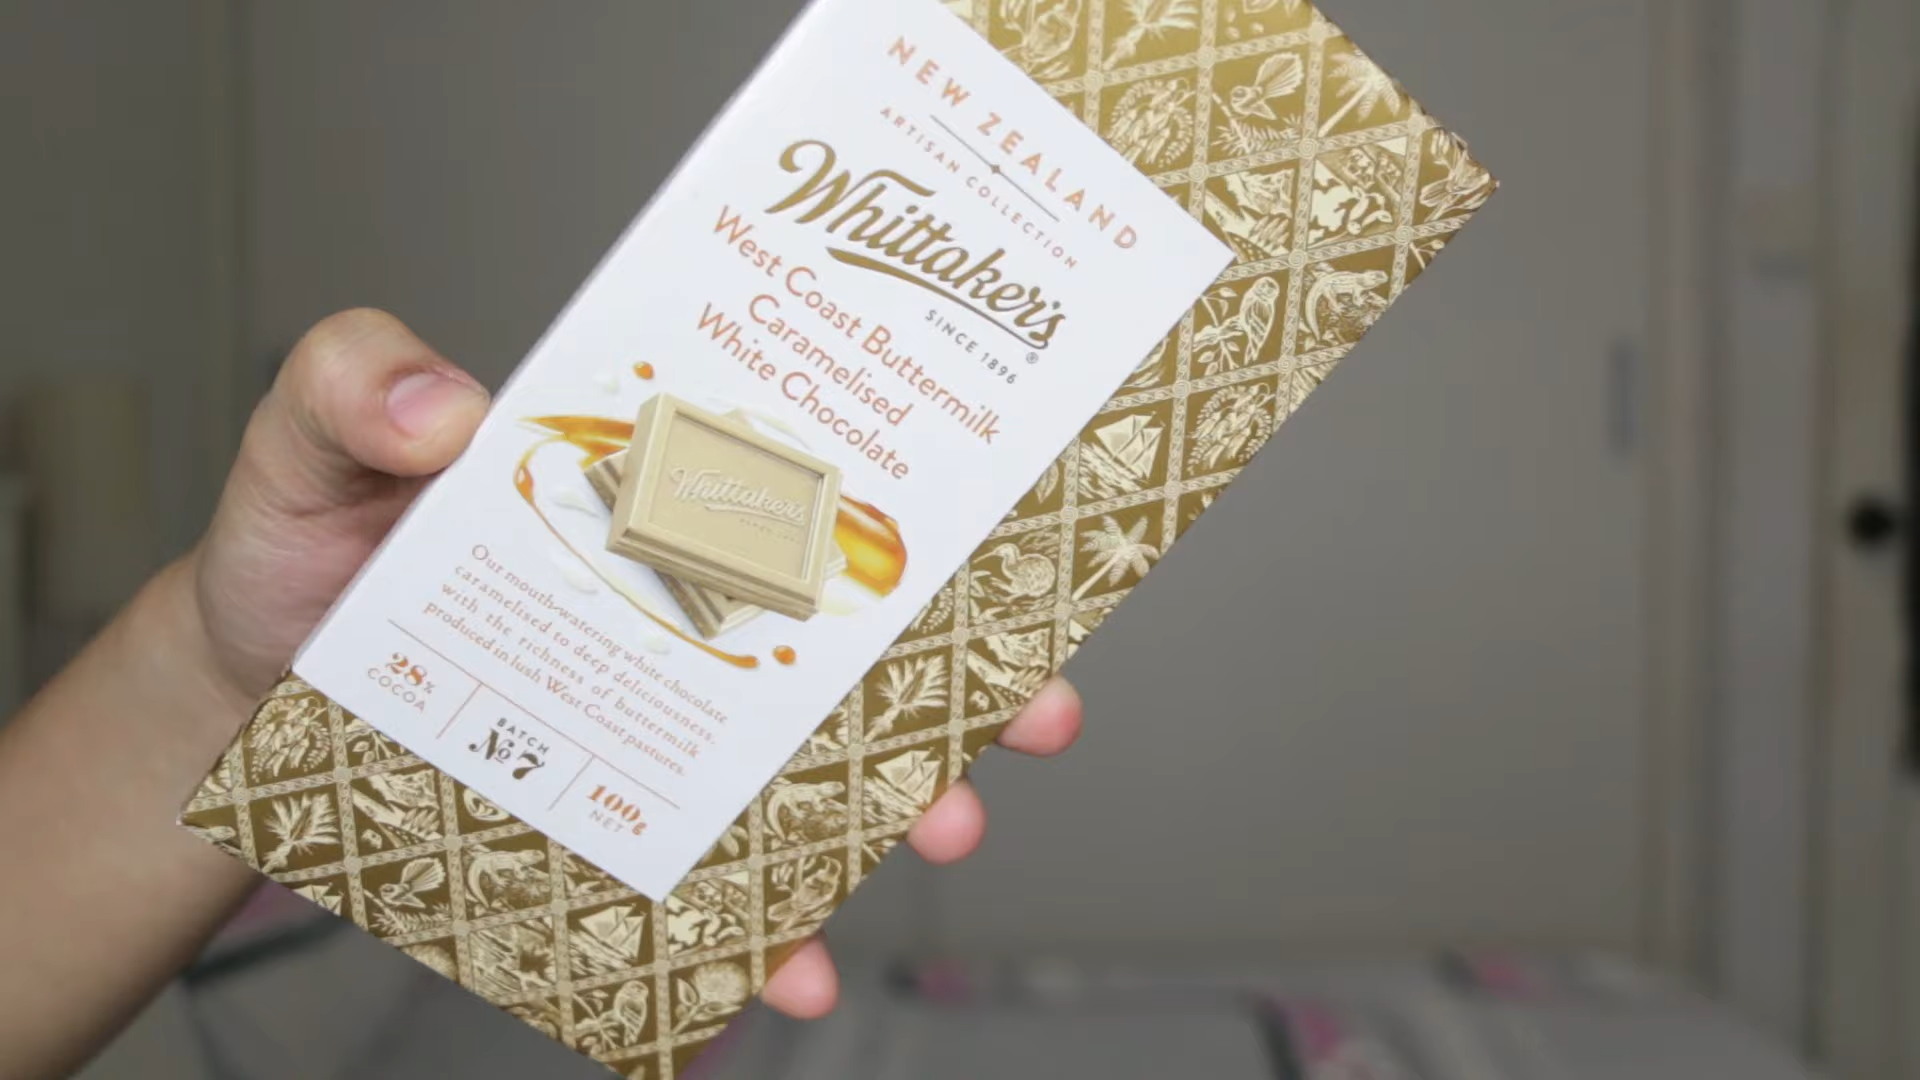 NEW ZEALAND
ARTISAN COLLECTION
Whittaker's
SINCE 1896
West Coast Buttermilk
Caramelised
White Chocolate
Whittaker's
Our mouth-watering white chocolate
caramelised to deep deliciousness,
with the richness of buttermilk
produced in lush West Coast pastures.
28%
COCOA
BATCH
No 7
100g
NET